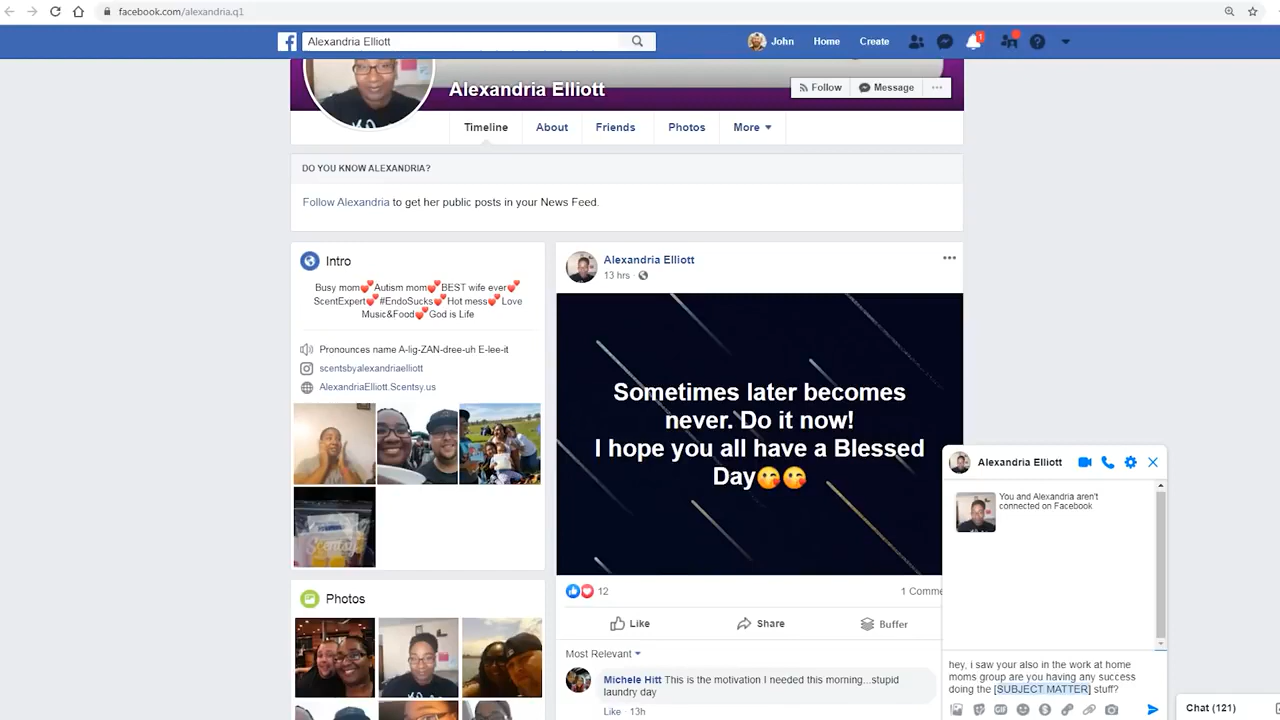 facebook.com/alexandria.q1
Alexandria Elliott
John
Home
Create
1
Alexandria Elliott
Follow
Message
Timeline
About
Friends
Photos
More
DO YOU KNOW ALEXANDRIA?
Follow Alexandria to get her public posts in your News Feed.
Intro
Busy mom💕Autism mom💕BEST wife ever💕
ScentExpert💕#EndoSucks💕Hot mess💕Love
Music&Food💕God is Life
Pronounces name A-lig-ZAN-dree-uh E-lee-it
scentsbyalexandriaelliott
AlexandriaElliott.Scentsy.us
Scentsy
Photos
Alexandria Elliott
13 hrs ·
Sometimes later becomes
never. Do it now!
I hope you all have a Blessed
Day😋😋
12
1 Comme
Like
Share
Buffer
Most Relevant
Michele Hitt This is the motivation I needed this morning...stupid
laundry day
Like · 13h
Alexandria Elliott
You and Alexandria aren't
connected on Facebook
hey, i saw your also in the work at home
moms group are you having any success
doing the [SUBJECT MATTER] stuff?
GIF
Chat (121)